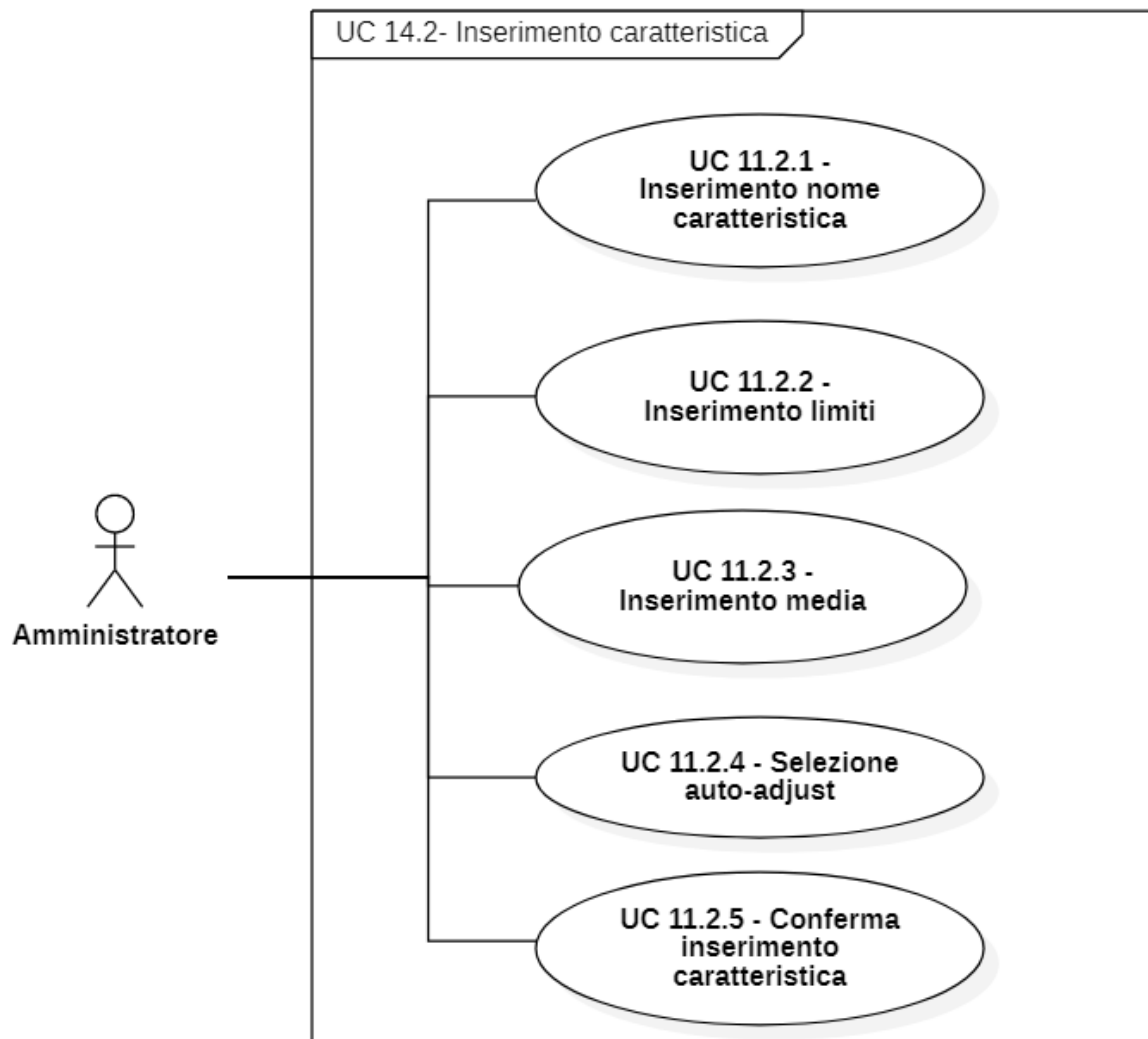 UC 14.2- Inserimento caratteristica
UC 11.2.1 -
Inserimento nome
caratteristica
UC 11.2.2 -
Inserimento limiti
UC 11.2.3 -
Inserimento media
Amministratore
UC 11.2.4 - Selezione
auto-adjust
UC 11.2.5 - Conferma
inserimento
caratteristica